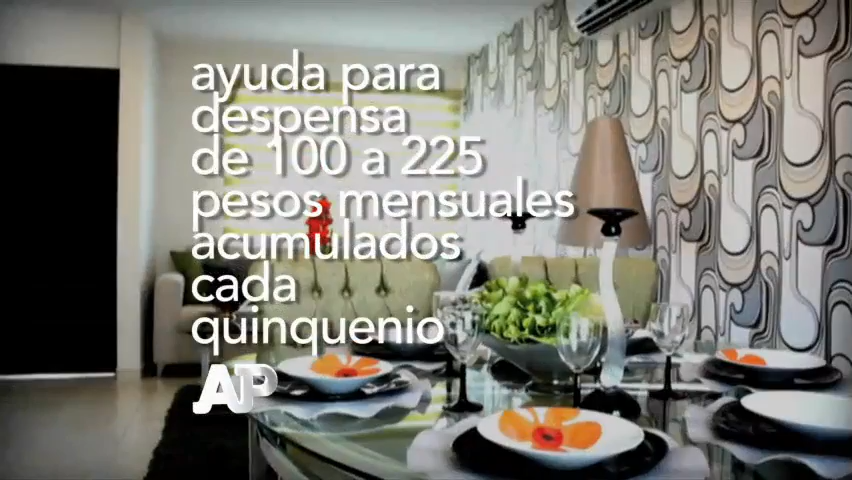 ayuda para
despensa
de 100 a 225
pesos mensuales
acumulados
cada
quinquenio
AP